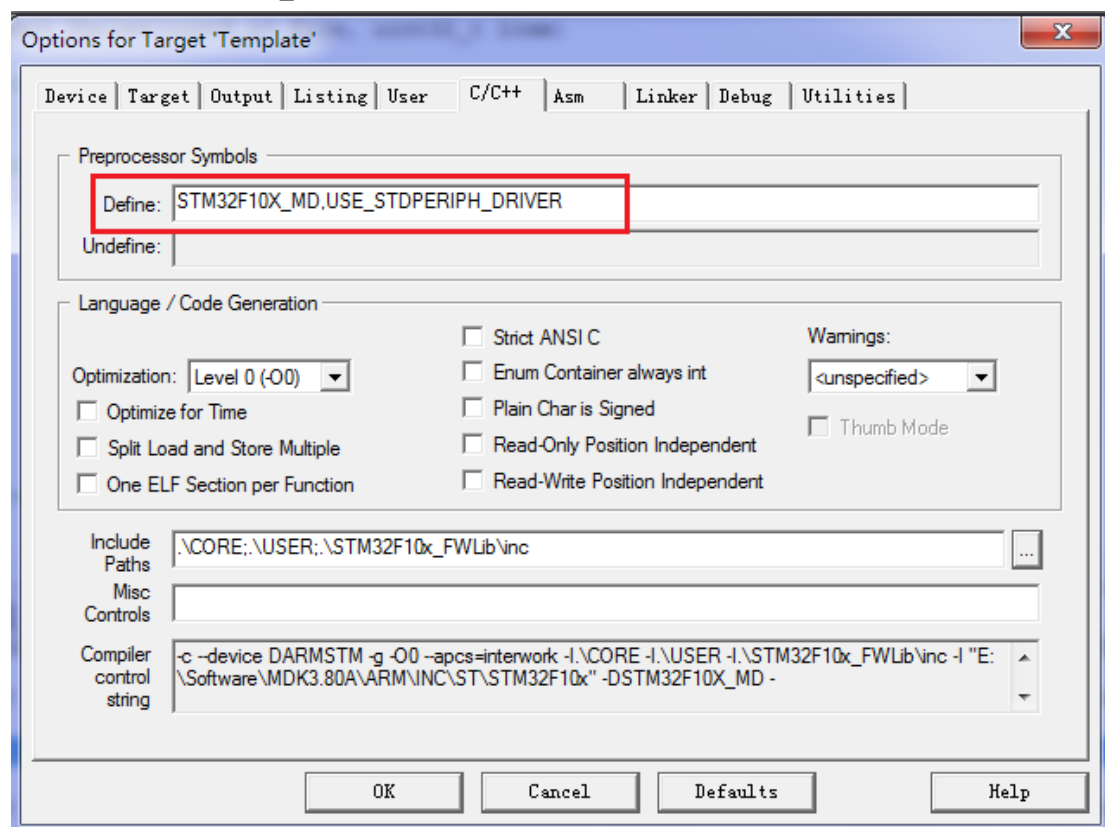 Options for Target 'Template'
Device Target Output Listing User C/C++ Asm Linker Debug Utilities
Preprocessor Symbols
Define: STM32F10X_MD,USE_STDPERIPH_DRIVER
Undefine:
Language / Code Generation
Strict ANSI C Warnings:
Optimization: Level 0 (-O0) Enum Container always int <unspecified>
Optimize for Time Plain Char is Signed Thumb Mode
Split Load and Store Multiple Read-Only Position Independent
One ELF Section per Function Read-Write Position Independent
Include Paths .\CORE;.\USER;.\STM32F10x_FWLib\inc ...
Misc Controls
Compiler control string -c --device DARMSTM -g -O0 --apcs=interwork -I.\CORE -I.\USER -I.\STM32F10x_FWLib\inc -I "E:
\Software\MDK3.80A\ARM\INC\ST\STM32F10x" -DSTM32F10X_MD -
OK Cancel Defaults Help